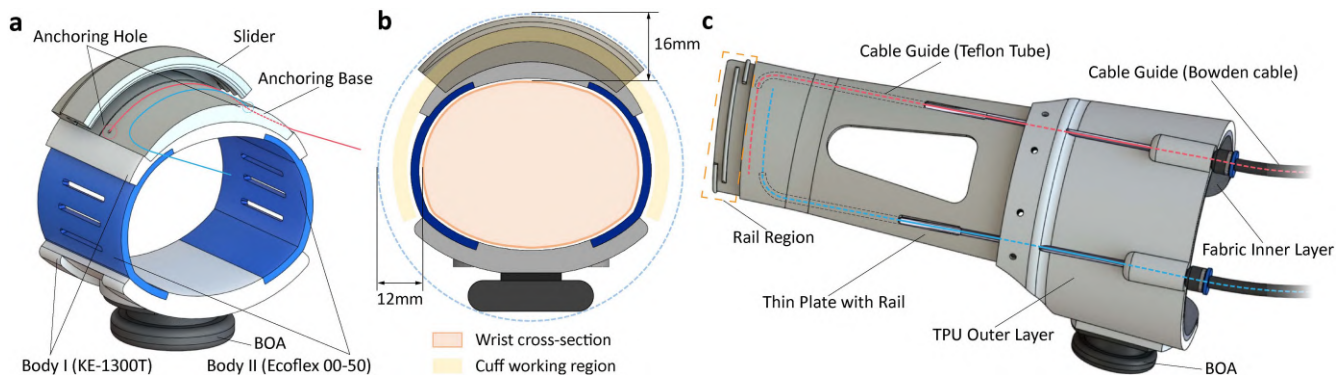 a
Anchoring Hole
Slider
Anchoring Base
BOA
Body I (KE-1300T)
Body II (Ecoflex 00-50)
b
16mm
12mm
Wrist cross-section
Cuff working region
c
Cable Guide (Teflon Tube)
Cable Guide (Bowden cable)
Rail Region
Fabric Inner Layer
Thin Plate with Rail
TPU Outer Layer
BOA